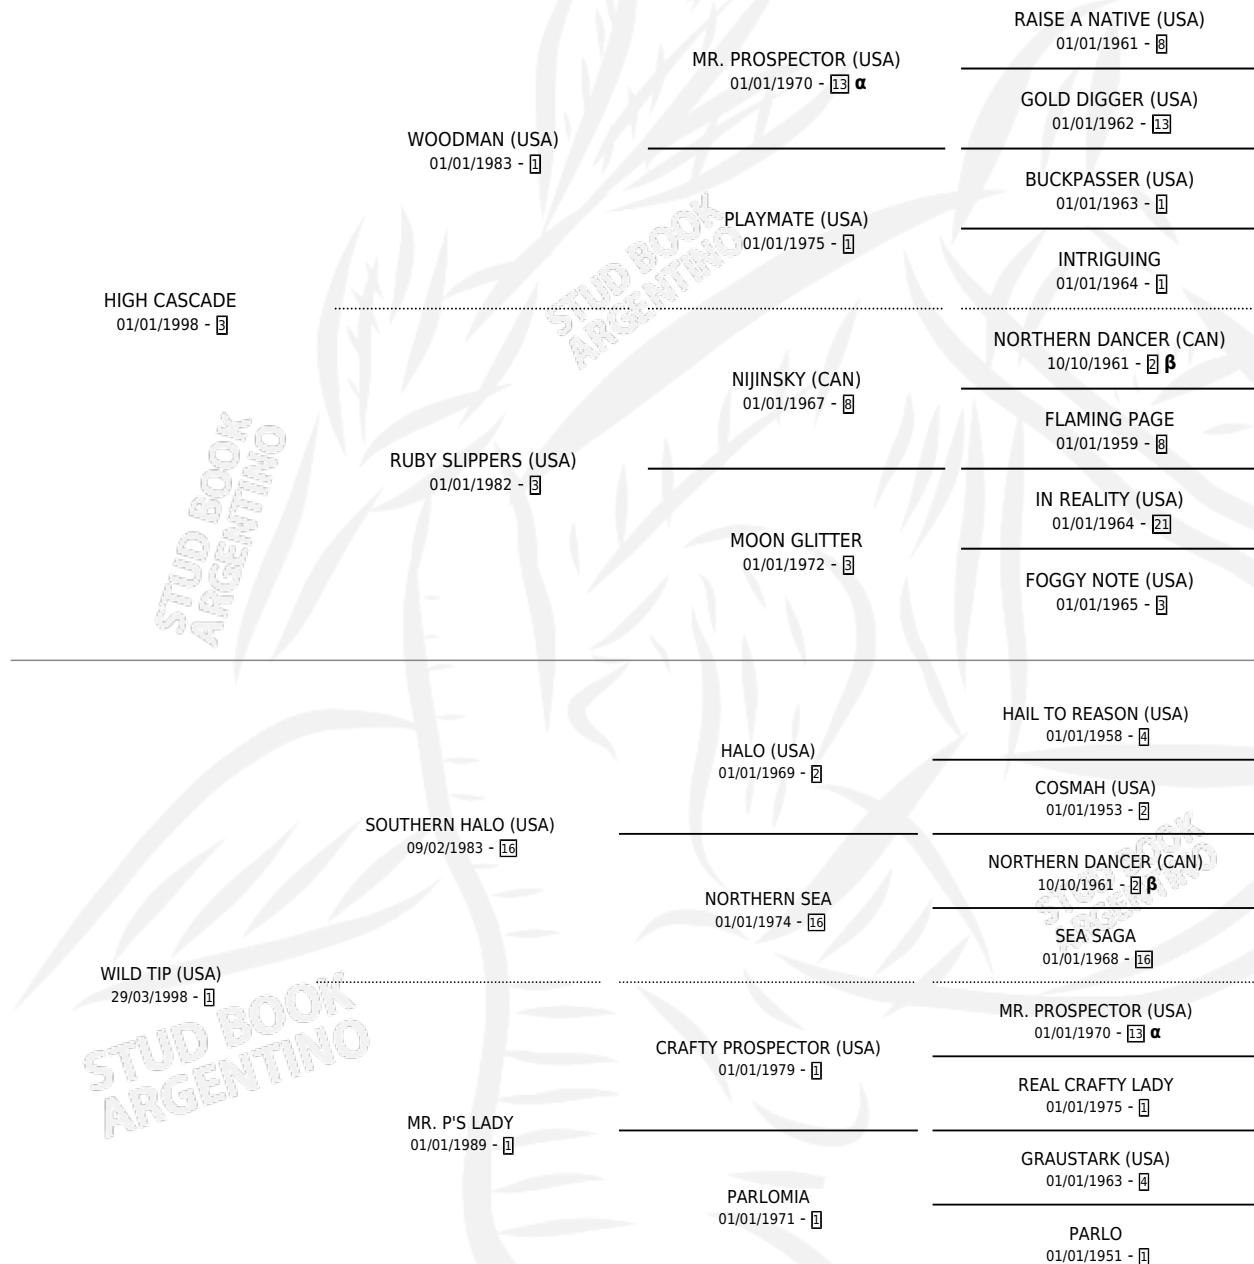 RAISE A NATIVE (USA)
01/01/1961 - 8
MR. PROSPECTOR (USA)
01/01/1970 - 13 α
GOLD DIGGER (USA)
01/01/1962 - 13
WOODMAN (USA)
01/01/1983 - 1
BUCKPASSER (USA)
01/01/1963 - 1
PLAYMATE (USA)
01/01/1975 - 1
INTRIGUING
01/01/1964 - 1
HIGH CASCADE
01/01/1998 - 3
NORTHERN DANCER (CAN)
10/10/1961 - 2 β
NIJINSKY (CAN)
01/01/1967 - 8
FLAMING PAGE
01/01/1959 - 8
RUBY SLIPPERS (USA)
01/01/1982 - 3
IN REALITY (USA)
01/01/1964 - 21
MOON GLITTER
01/01/1972 - 3
FOGGY NOTE (USA)
01/01/1965 - 3
STUD BOOK
ARGENTINO
STUD BOOK
ARGENTINO
HAIL TO REASON (USA)
01/01/1958 - 4
HALO (USA)
01/01/1969 - 2
COSMAH (USA)
01/01/1953 - 2
SOUTHERN HALO (USA)
09/02/1983 - 16
NORTHERN DANCER (CAN)
10/10/1961 - 2 β
NORTHERN SEA
01/01/1974 - 16
SEA SAGA
01/01/1968 - 16
WILD TIP (USA)
29/03/1998 - 1
MR. PROSPECTOR (USA)
01/01/1970 - 13 α
CRAFTY PROSPECTOR (USA)
01/01/1979 - 1
REAL CRAFTY LADY
01/01/1975 - 1
MR. P'S LADY
01/01/1989 - 1
GRAUSTARK (USA)
01/01/1963 - 4
PARLOMIA
01/01/1971 - 1
PARLO
01/01/1951 - 1
STUD BOOK
ARGENTINO
STUD BOOK
ARGENTINO